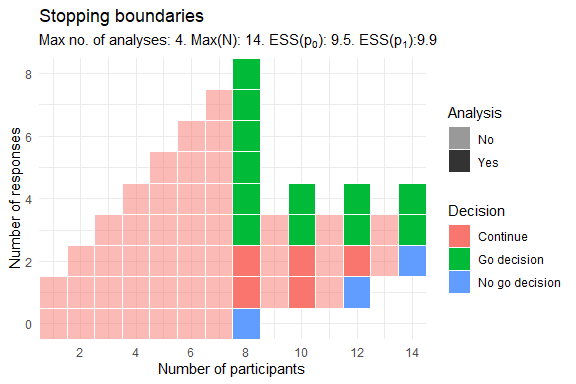 Stopping boundaries
Max no. of analyses: 4. Max(N): 14. ESS(p₀): 9.5. ESS(p₁):9.9
Number of responses
8
6
4
2
0
2 4 6 8 10 12 14
Number of participants
Analysis
No
Yes
Decision
Continue
Go decision
No go decision